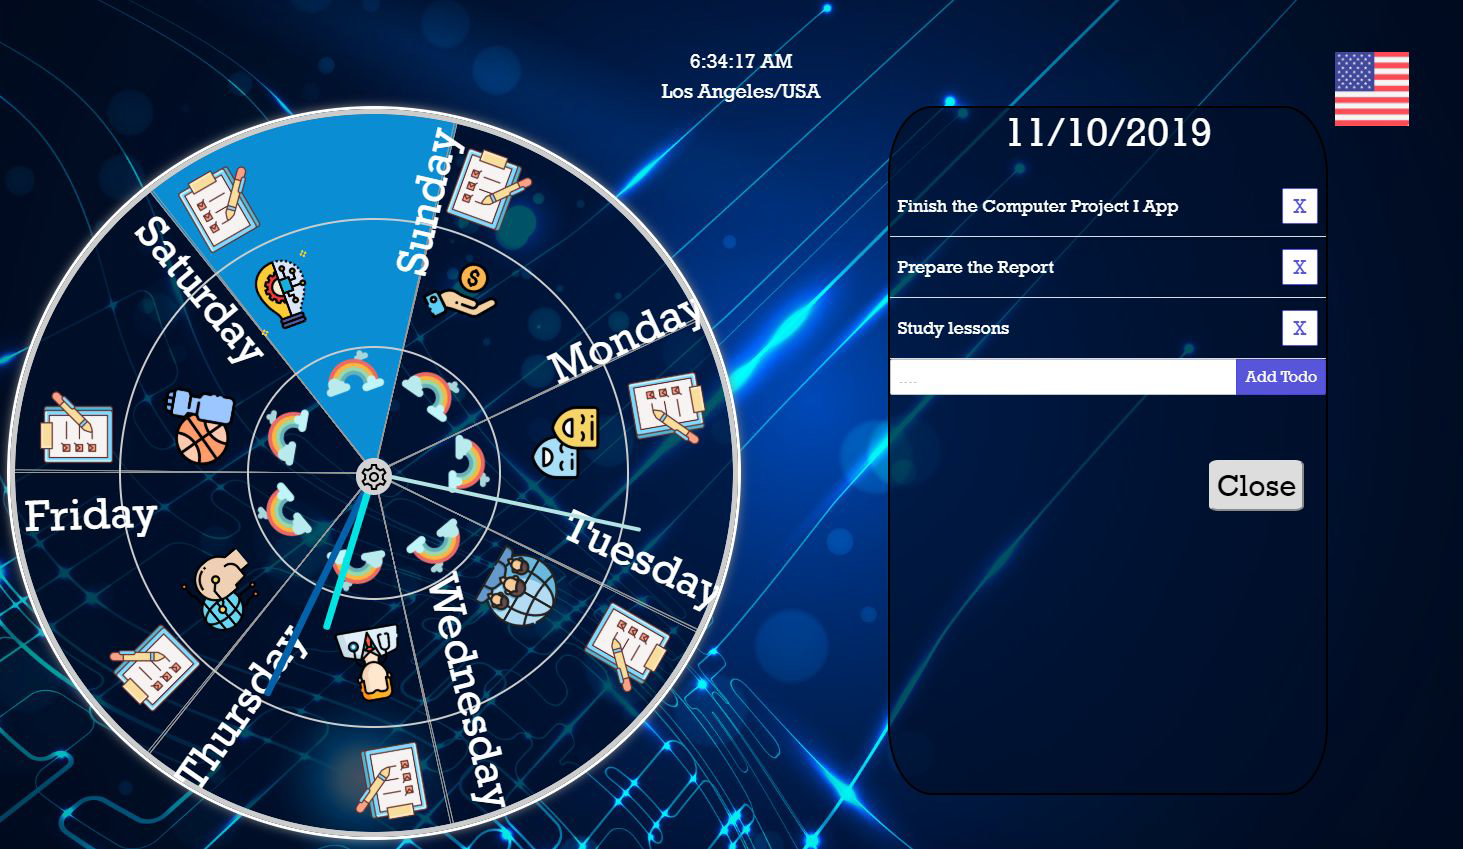 6:34:17 AM
Los Angeles/USA
11/10/2019
Finish the Computer Project I App
X
Prepare the Report
X
Study lessons
X
....
Add Todo
Close
Sunday
Monday
Tuesday
Wednesday
Thursday
Friday
Saturday
$